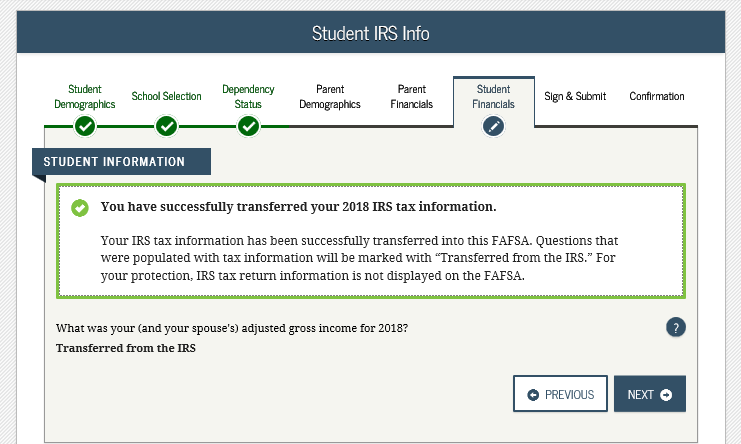 Student IRS Info
Student
Demographics
School Selection
Dependency
Status
Parent
Demographics
Parent
Financials
Student
Financials
Sign & Submit
Confirmation
STUDENT INFORMATION
You have successfully transferred your 2018 IRS tax information.
Your IRS tax information has been successfully transferred into this FAFSA. Questions that
were populated with tax information will be marked with “Transferred from the IRS.” For
your protection, IRS tax return information is not displayed on the FAFSA.
What was your (and your spouse's) adjusted gross income for 2018?
?
Transferred from the IRS
PREVIOUS
NEXT